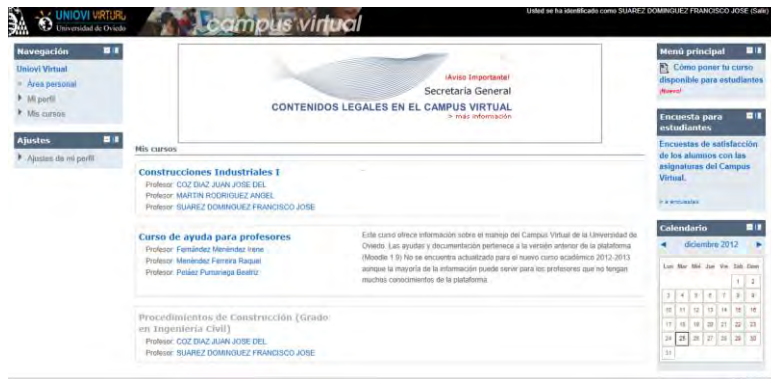 UNIOVI VIRTUAL
Universidad de Oviedo
campus virtual
Usted se ha identificado como SUAREZ DOMINGUEZ FRANCISCO JOSE (Salir)
Navegación
Uniovi Virtual
Área personal
Mi perfil
Mis cursos
Ajustes
Ajustes de mi perfil
¡Aviso Importante!
Secretaría General
CONTENIDOS LEGALES EN EL CAMPUS VIRTUAL
> más información
Mis cursos
Construcciones Industriales I
Profesor: COZ DIAZ JUAN JOSE DEL
Profesor: MARTIN RODRIGUEZ ANGEL
Profesor: SUAREZ DOMINGUEZ FRANCISCO JOSE
Curso de ayuda para profesores
Profesor: Fernández Menéndez Irene
Profesor: Menéndez Ferreira Raquel
Profesor: Peláez Pumariega Beatriz
Este curso ofrece información sobre el manejo del Campus Virtual de la Universidad de
Oviedo. Las ayudas y documentación pertenece a la versión anterior de la plataforma
(Moodle 1.9) No se encuentra actualizado para el nuevo curso académico 2012-2013
aunque la mayoría de la información puede servir para los profesores que no tengan
muchos conocimientos de la plataforma.
Procedimientos de Construcción (Grado
en Ingeniería Civil)
Profesor: COZ DIAZ JUAN JOSE DEL
Profesor: SUAREZ DOMINGUEZ FRANCISCO JOSE
Menú principal
Cómo poner tu curso
disponible para estudiantes
¡Nuevo!
Encuesta para
estudiantes
Encuestas de satisfacción
de los alumnos con las
asignaturas del Campus
Virtual.
> a encuestas
Calendario
◄ diciembre 2012 ►
Lun Mar Mié Jue Vie Sáb Dom
1 2
3 4 5 6 7 8 9
10 11 12 13 14 15 16
17 18 19 20 21 22 23
24 25 26 27 28 29 30
31